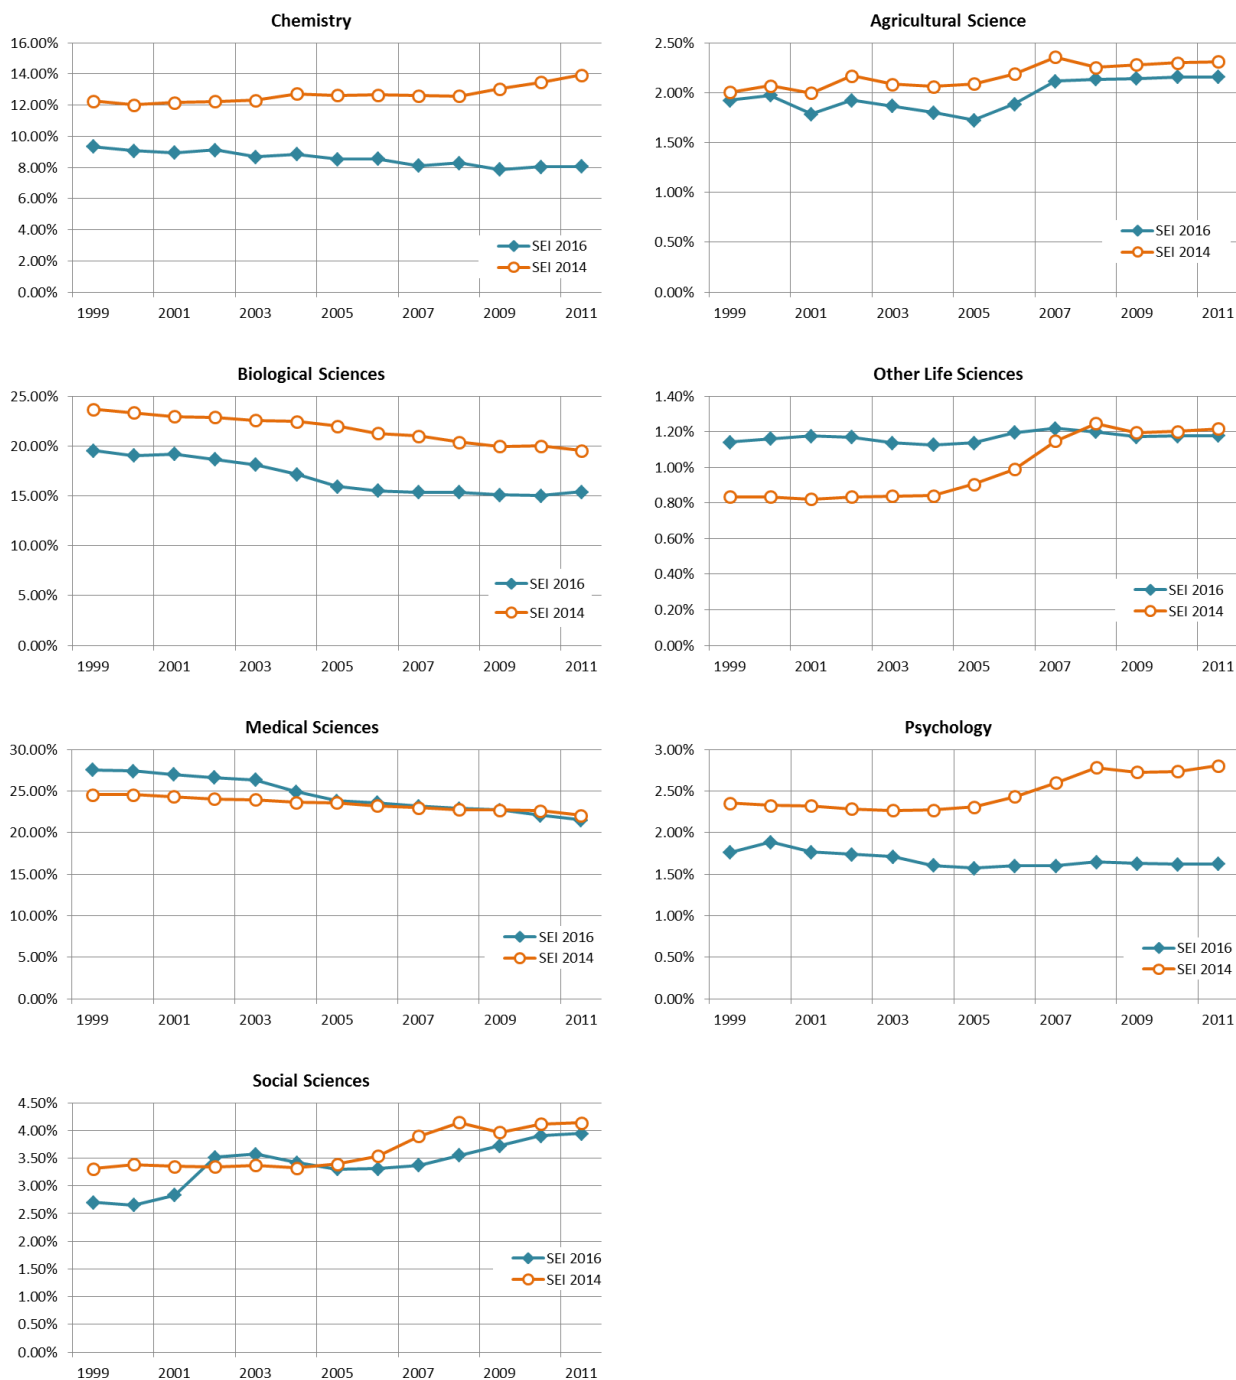 Chemistry
16.00%
14.00%
12.00%
10.00%
8.00%
6.00%
4.00%
2.00%
0.00%
SEI 2016
SEI 2014
1999 2001 2003 2005 2007 2009 2011
Agricultural Science
2.50%
2.00%
1.50%
1.00%
0.50%
0.00%
SEI 2016
SEI 2014
1999 2001 2003 2005 2007 2009 2011
Biological Sciences
25.00%
20.00%
15.00%
10.00%
5.00%
0.00%
SEI 2016
SEI 2014
1999 2001 2003 2005 2007 2009 2011
Other Life Sciences
1.40%
1.20%
1.00%
0.80%
0.60%
0.40%
0.20%
0.00%
SEI 2016
SEI 2014
1999 2001 2003 2005 2007 2009 2011
Medical Sciences
30.00%
25.00%
20.00%
15.00%
10.00%
5.00%
0.00%
SEI 2016
SEI 2014
1999 2001 2003 2005 2007 2009 2011
Psychology
3.00%
2.50%
2.00%
1.50%
1.00%
0.50%
0.00%
SEI 2016
SEI 2014
1999 2001 2003 2005 2007 2009 2011
Social Sciences
4.50%
4.00%
3.50%
3.00%
2.50%
2.00%
1.50%
1.00%
0.50%
0.00%
SEI 2016
SEI 2014
1999 2001 2003 2005 2007 2009 2011